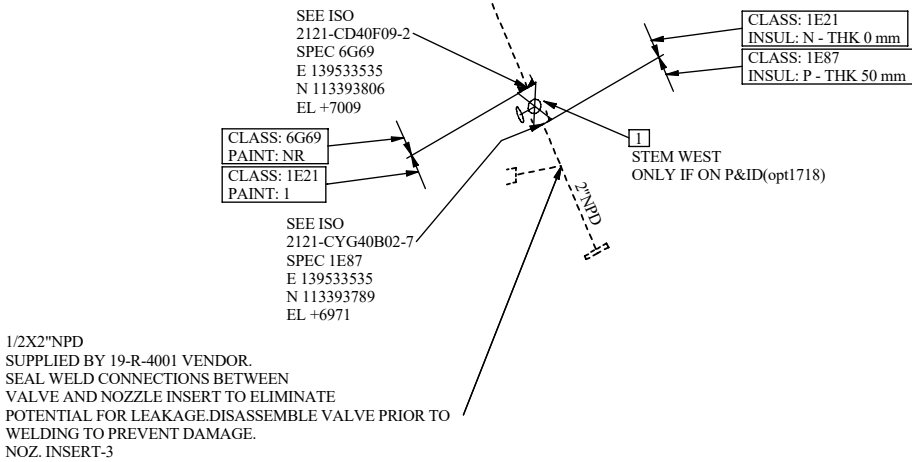 SEE ISO
2121-CD40F09-2
SPEC 6G69
E 139533535
N 113393806
EL +7009
CLASS: 1E21
INSUL: N - THK 0 mm
CLASS: 1E87
INSUL: P - THK 50 mm
CLASS: 6G69
PAINT: NR
CLASS: 1E21
PAINT: 1
1
STEM WEST
ONLY IF ON P&ID(opt1718)
2"NPD
SEE ISO
2121-CYG40B02-7
SPEC 1E87
E 139533535
N 113393789
EL +6971
1/2X2"NPD
SUPPLIED BY 19-R-4001 VENDOR.
SEAL WELD CONNECTIONS BETWEEN
VALVE AND NOZZLE INSERT TO ELIMINATE
POTENTIAL FOR LEAKAGE.DISASSEMBLE VALVE PRIOR TO
WELDING TO PREVENT DAMAGE.
NOZ. INSERT-3